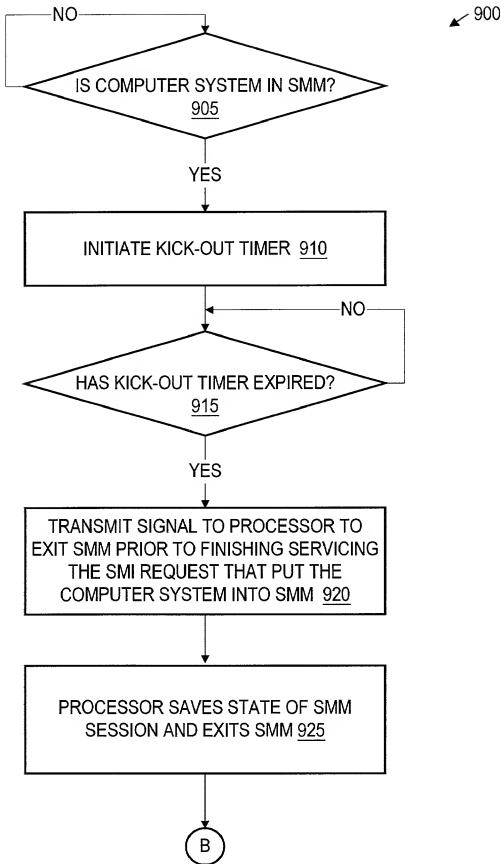 900
NO
IS COMPUTER SYSTEM IN SMM?
905
YES
INITIATE KICK-OUT TIMER 910
NO
HAS KICK-OUT TIMER EXPIRED?
915
YES
TRANSMIT SIGNAL TO PROCESSOR TO
EXIT SMM PRIOR TO FINISHING SERVICING
THE SMI REQUEST THAT PUT THE
COMPUTER SYSTEM INTO SMM 920
PROCESSOR SAVES STATE OF SMM
SESSION AND EXITS SMM 925
B